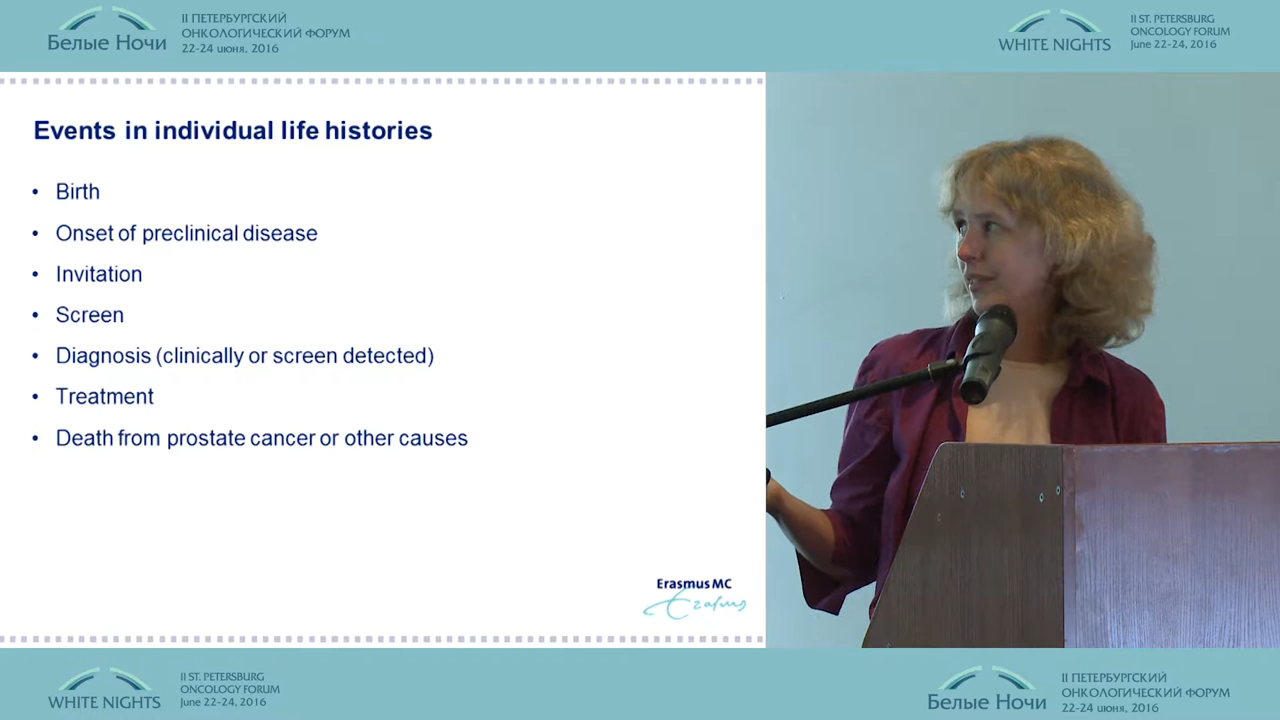 Белые Ночи
II ПЕТЕРБУРГСКИЙ
ОНКОЛОГИЧЕСКИЙ ФОРУМ
22-24 июня, 2016
WHITE NIGHTS
II ST. PETERSBURG
ONCOLOGY FORUM
June 22-24, 2016
Events in individual life histories
• Birth
• Onset of preclinical disease
• Invitation
• Screen
• Diagnosis (clinically or screen detected)
• Treatment
• Death from prostate cancer or other causes
Erasmus MC
Erasmus
WHITE NIGHTS
II ST. PETERSBURG
ONCOLOGY FORUM
June 22-24, 2016
Белые Ночи
II ПЕТЕРБУРГСКИЙ
ОНКОЛОГИЧЕСКИЙ ФОРУМ
22-24 июня, 2016